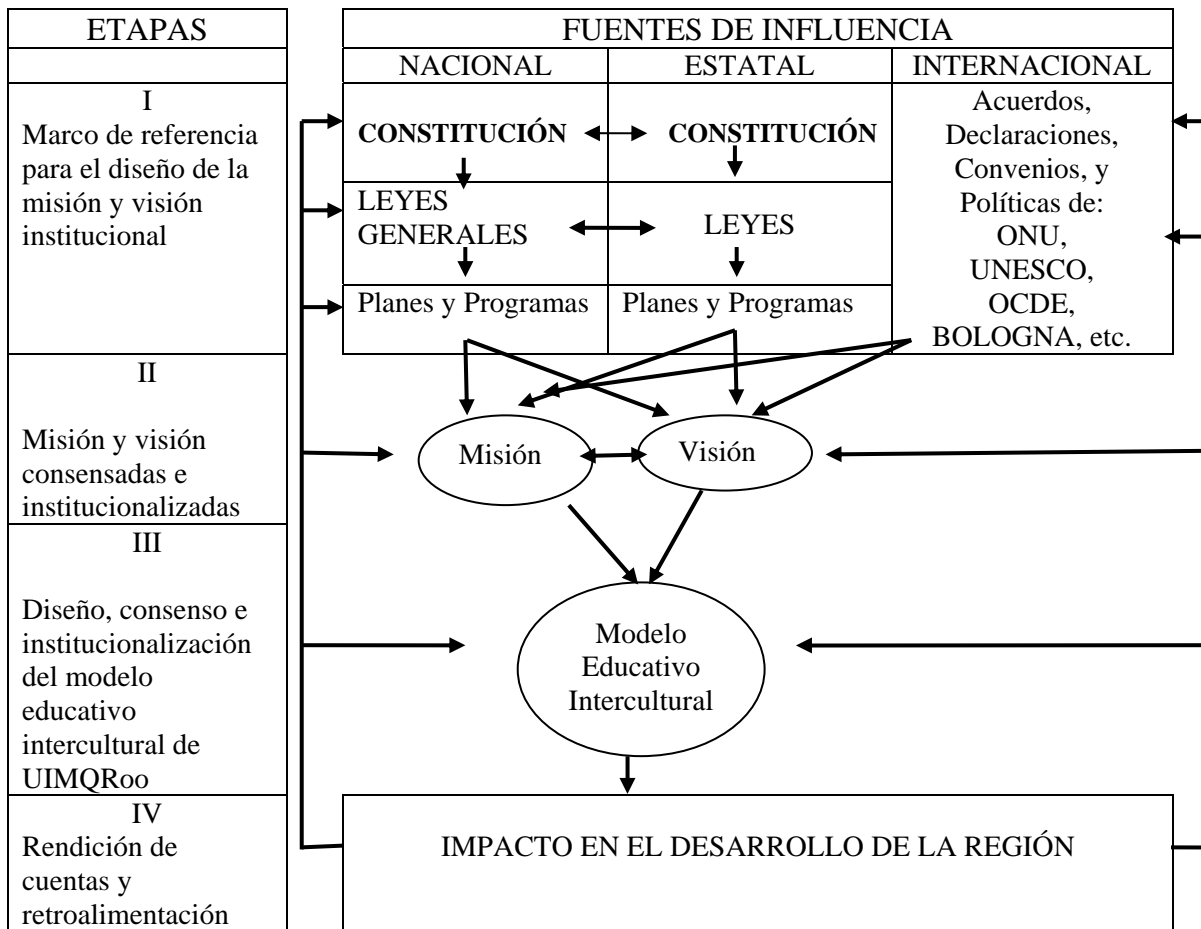 ETAPAS
I
Marco de referencia
para el diseño de la
misión y visión
institucional
II
Misión y visión
consensadas e
institucionalizadas
III
Diseño, consenso e
institucionalización
del modelo
educativo
intercultural de
UIMQRoo
IV
Rendición de
cuentas y
retroalimentación
FUENTES DE INFLUENCIA
NACIONAL
ESTATAL
INTERNACIONAL
CONSTITUCIÓN
CONSTITUCIÓN
LEYES
GENERALES
LEYES
Planes y Programas
Planes y Programas
Acuerdos,
Declaraciones,
Convenios, y
Políticas de:
ONU,
UNESCO,
OCDE,
BOLOGNA, etc.
Misión
Visión
Modelo
Educativo
Intercultural
IMPACTO EN EL DESARROLLO DE LA REGIÓN